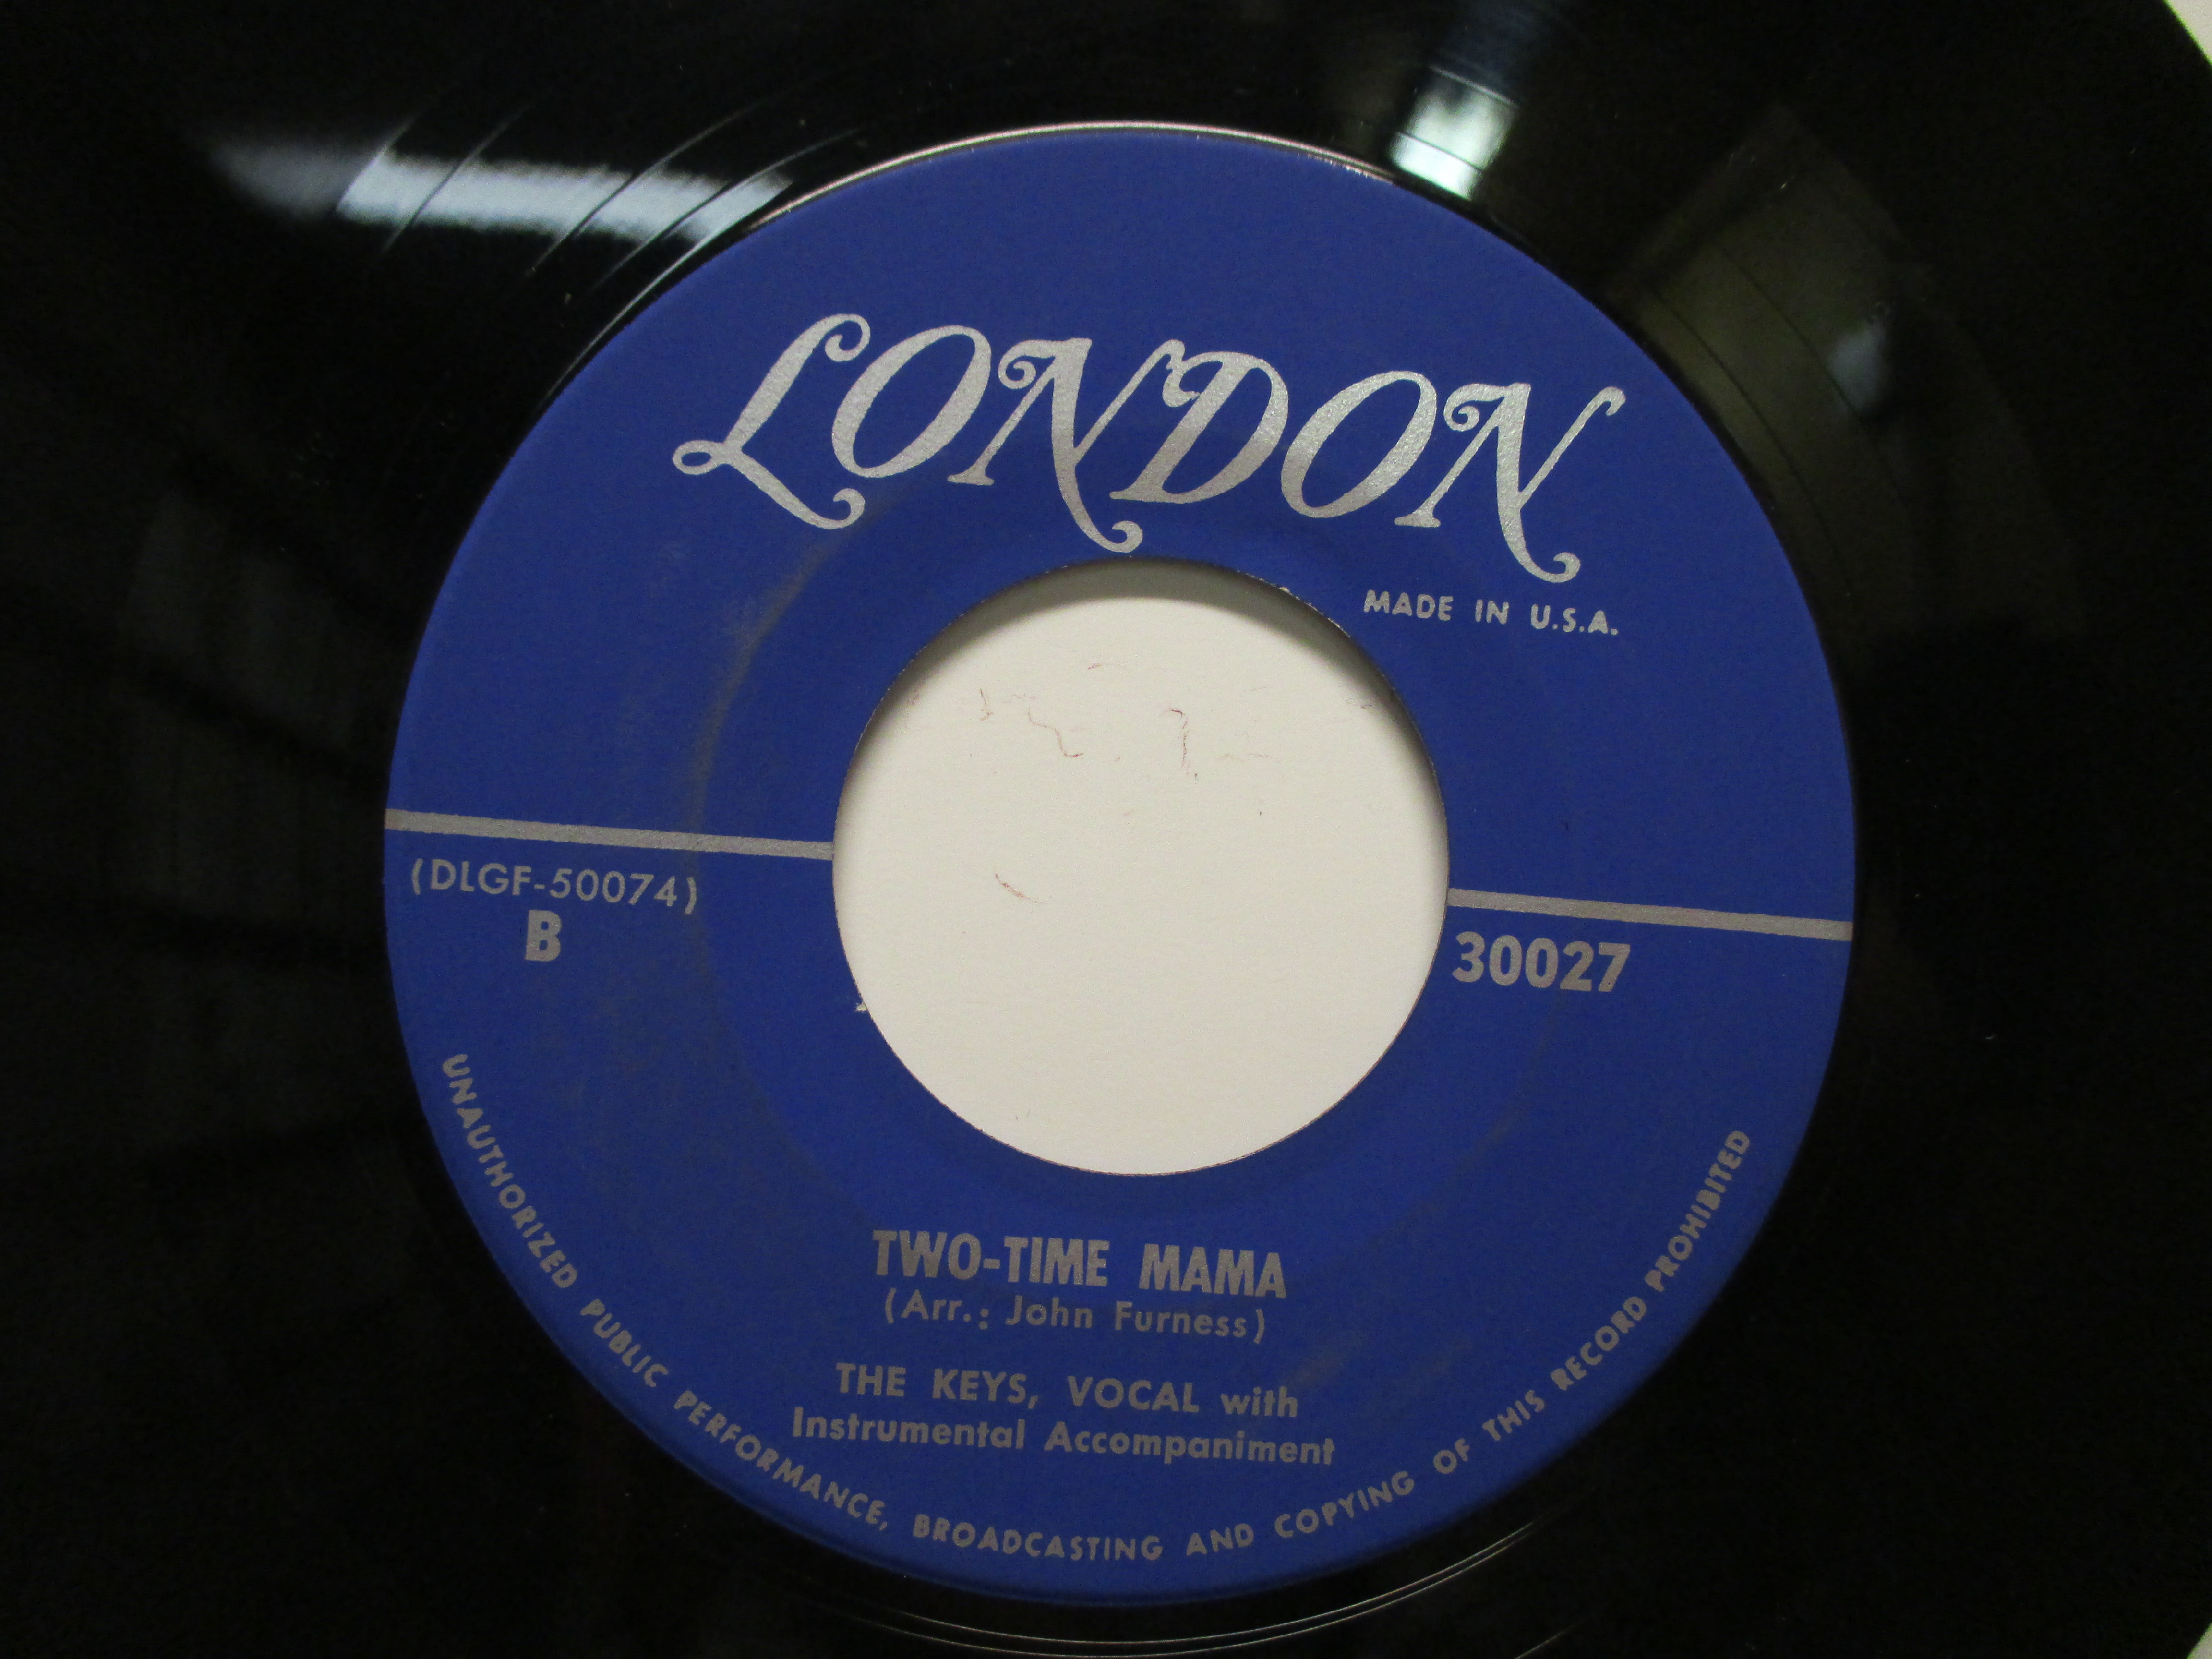 LONDON
MADE IN U.S.A.
(DLGF-50074)
B
30027
TWO-TIME MAMA
(Arr.: John Furness)
THE KEYS, VOCAL with
Instrumental Accompaniment
UNAUTHORIZED PUBLIC PERFORMANCE, BROADCASTING AND COPYING OF THIS RECORD PROHIBITED